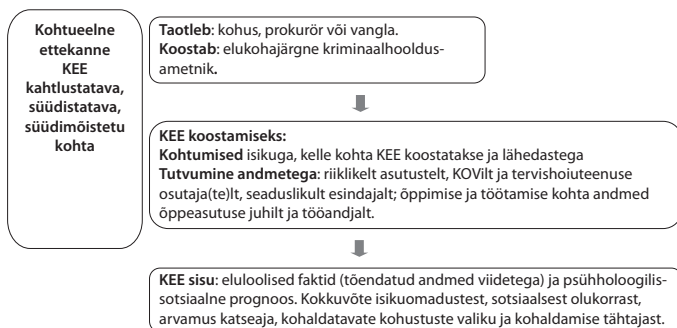 Kohtueelne
ettekanne
KEE
kahtlustatava,
süüdistatava,
süüdimõistetu
kohta
Taotleb: kohus, prokurör või vangla.
Koostab: elukohajärgne kriminaalhooldus-
ametnik.
KEE koostamiseks:
Kohtumised isikuga, kelle kohta KEE koostatakse ja lähedastega
Tutvumine andmetega: riiklikelt asutustelt, KOVilt ja tervishoiuteenuse
osutaja(te)lt, seaduslikult esindajalt; õppimise ja töötamise kohta andmed
õppeasutuse juhilt ja tööandjalt.
KEE sisu: eluloolised faktid (tõendatud andmed viidetega) ja psühholoogilis-
sotsiaalne prognoos. Kokkuvõte isikuomadustest, sotsiaalsest olukorrast,
arvamus katseaja, kohaldatavate kohustuste valiku ja kohaldamise tähtajast.